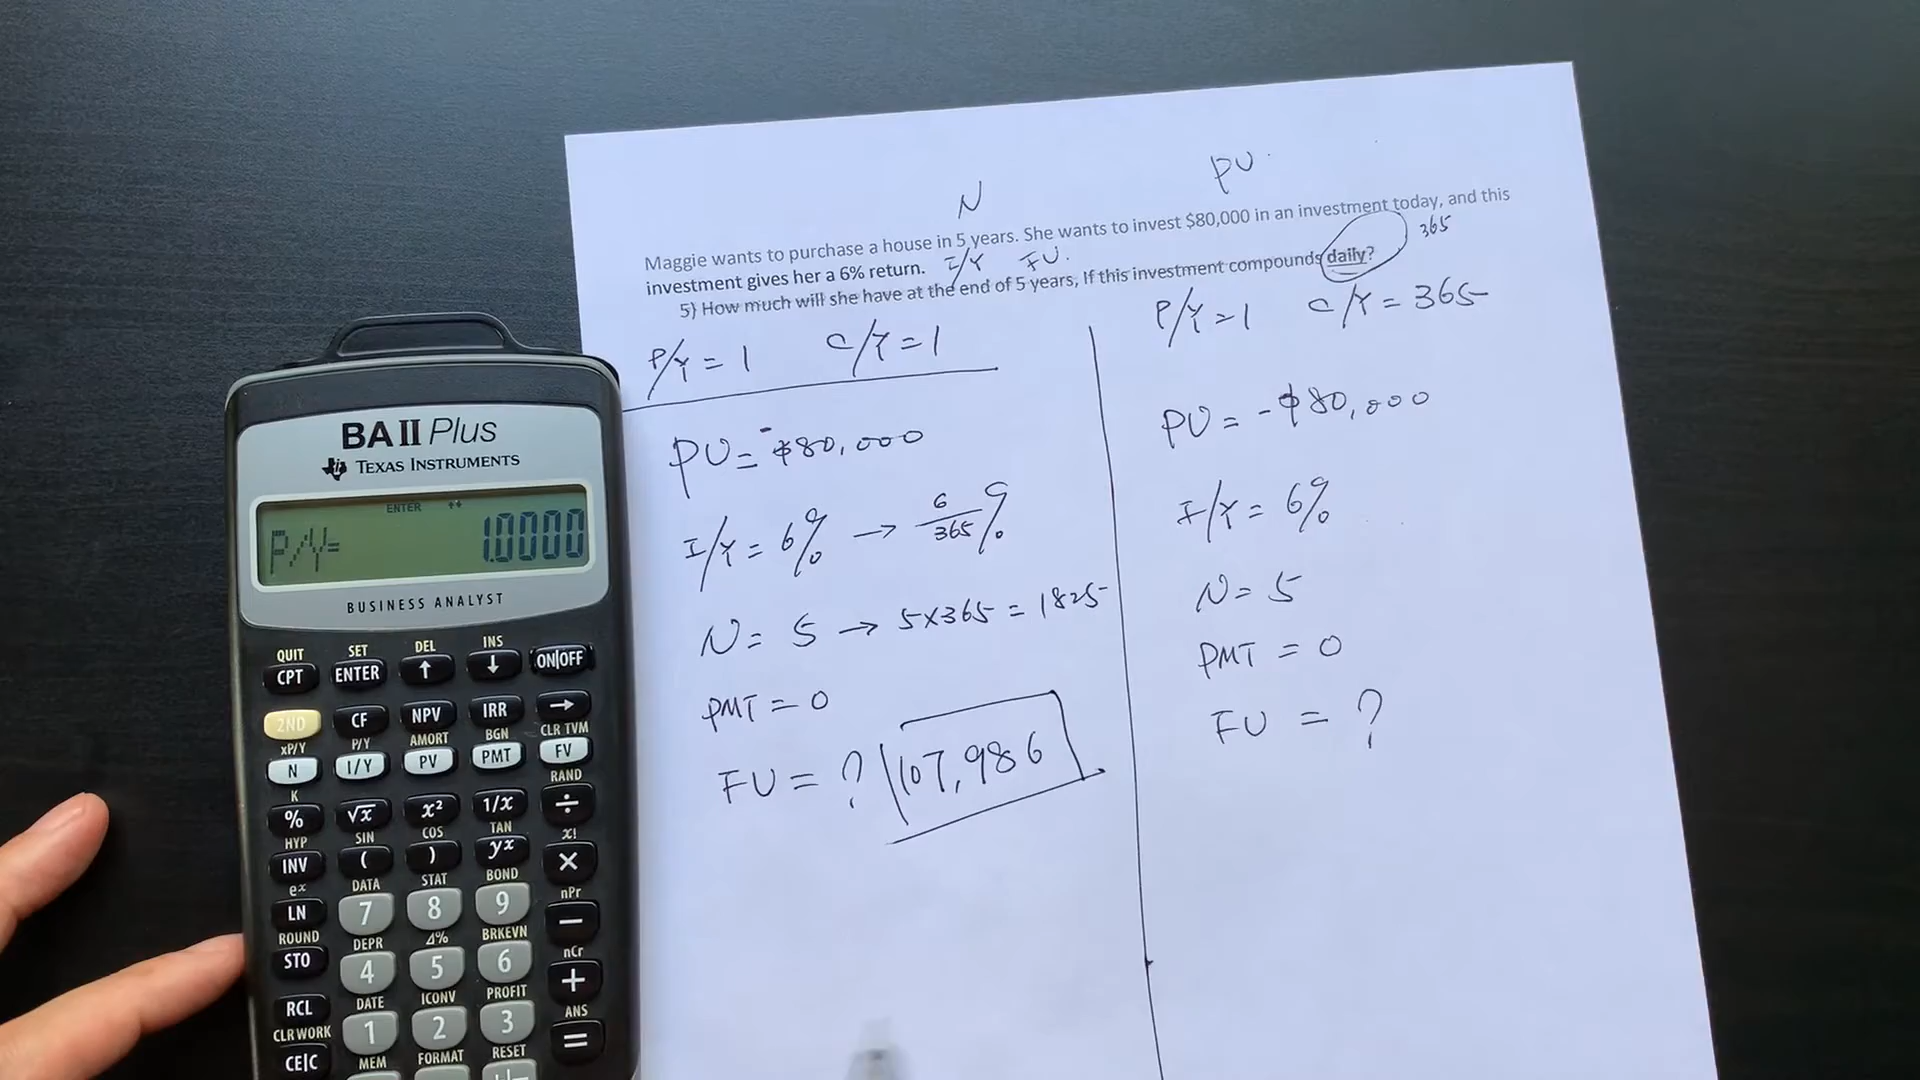 N
PV
Maggie wants to purchase a house in 5 years. She wants to invest $80,000 in an investment today, and this
365
investment gives her a 6% return. I/Y FV.
5) How much will she have at the end of 5 years, If this investment compounds daily?
P/Y = 1 C/Y = 1
PV = -$80,000
I/Y = 6% → 6/365 %
N = 5 → 5x365 = 1825
PMT = 0
FV = ? 107,986
P/Y = 1 C/Y = 365
PV = -$80,000
I/Y = 6%
N = 5
PMT = 0
FV = ?
BA II Plus
TEXAS INSTRUMENTS
ENTER
P/Y= 1.0000
BUSINESS ANALYST
QUIT SET DEL INS
CPT ENTER ↑ ↓ ON|OFF
2ND CF NPV IRR →
xP/Y P/Y AMORT BGN CLR TVM
N I/Y PV PMT FV
K RAND
% √x x² 1/x ÷
HYP SIN COS TAN x!
INV ( ) yx ×
ex DATA STAT BOND nPr
LN 7 8 9 −
ROUND DEPR Δ% BRKEVN nCr
STO 4 5 6 +
DATE ICONV PROFIT ANS
RCL 1 2 3 =
CLR WORK MEM FORMAT RESET
CE|C